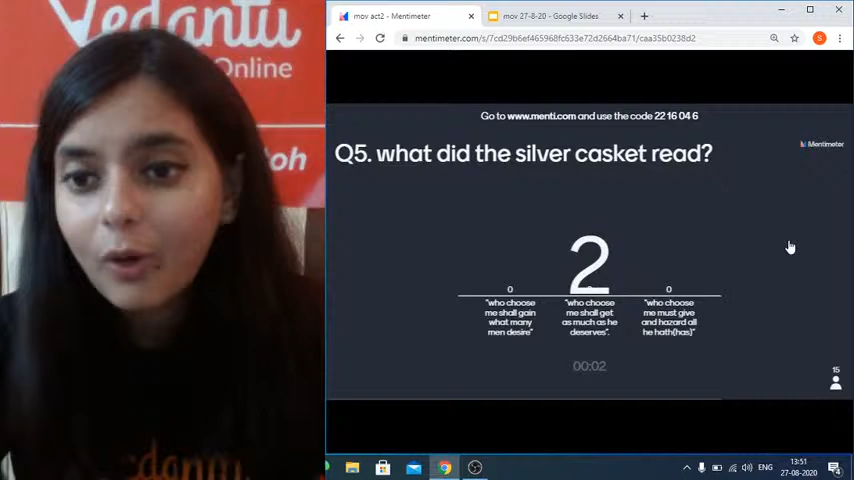 Vedantu
Online
toh
mov act2 - Mentimeter
mov 27-8-20 - Google Slides
mentimeter.com/s/7cd29b6ef465968fc633e72d2664ba71/caa35b0238d2
S
Go to www.menti.com and use the code 22 16 04 6
Mentimeter
Q5. what did the silver casket read?
2
0
0
"who choose
me shall gain
what many
men desire"
"who choose
me shall get
as much as he
deserves".
"who choose
me must give
and hazard all
he hath(has)"
00:02
15
ENG
13:51
27-08-2020
4